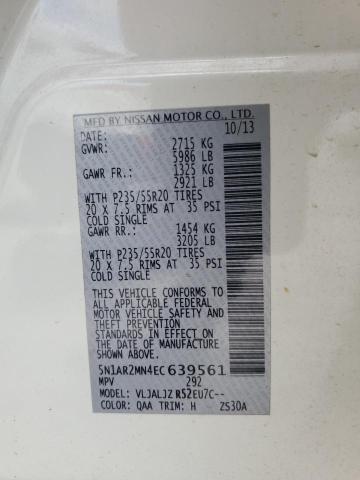 MFD BY NISSAN MOTOR CO., LTD.
DATE: 10/13
GVWR: 2715 KG
5986 LB
GAWR FR.: 1325 KG
2921 LB
WITH P235/55R20 TIRES
20 X 7.5 RIMS AT 35 PSI
COLD SINGLE
GAWR RR.: 1454 KG
3205 LB
WITH P235/55R20 TIRES
20 X 7.5 RIMS AT 35 PSI
COLD SINGLE
THIS VEHICLE CONFORMS TO
ALL APPLICABLE FEDERAL
MOTOR VEHICLE SAFETY
AND THEFT PREVENTION
STANDARDS IN EFFECT ON
THE DATE OF MANUFACTURE
SHOWN ABOVE.
5N1AR2MN4EC639561
MPV 292
VLJALJZ R52EU7C--
COLOR: QAA TRIM: H ZS30A